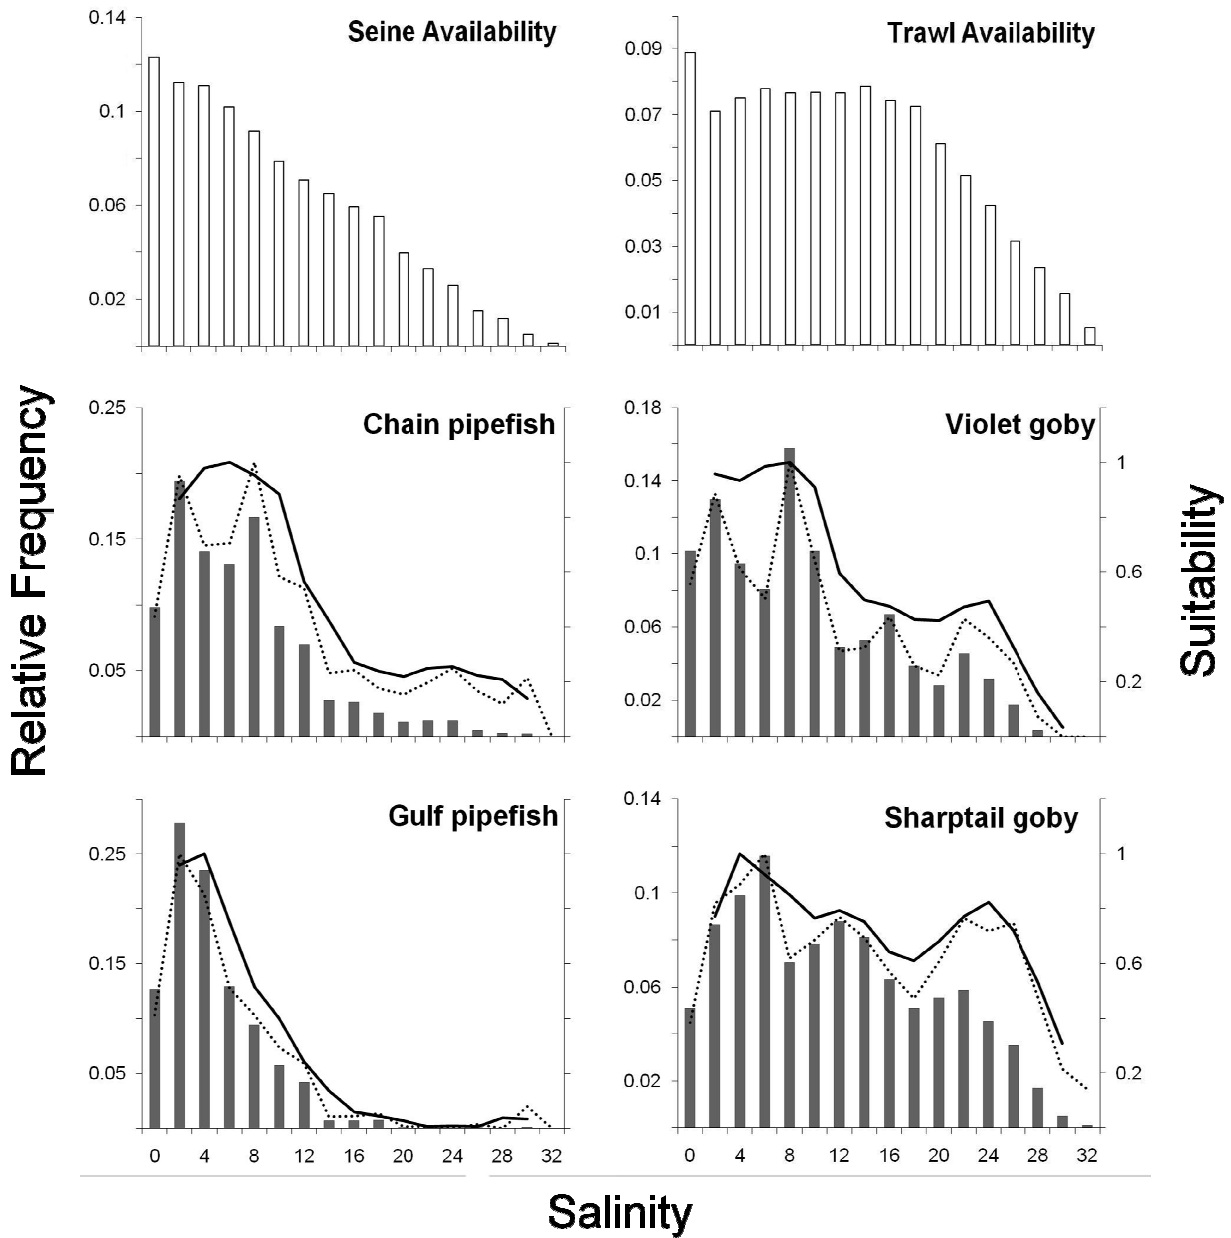 Seine Availability
0.14
0.1
0.06
0.02
Trawl Availability
0.09
0.07
0.05
0.03
0.01
Relative Frequency
Chain pipefish
0.25
0.15
0.05
Violet goby
0.18
0.14
0.1
0.06
0.02
1
0.6
0.2
Suitability
Gulf pipefish
0.25
0.15
0.05
0 4 8 12 16 20 24 28 32
Sharptail goby
0.14
0.1
0.06
0.02
1
0.6
0.2
0 4 8 12 16 20 24 28 32
Salinity